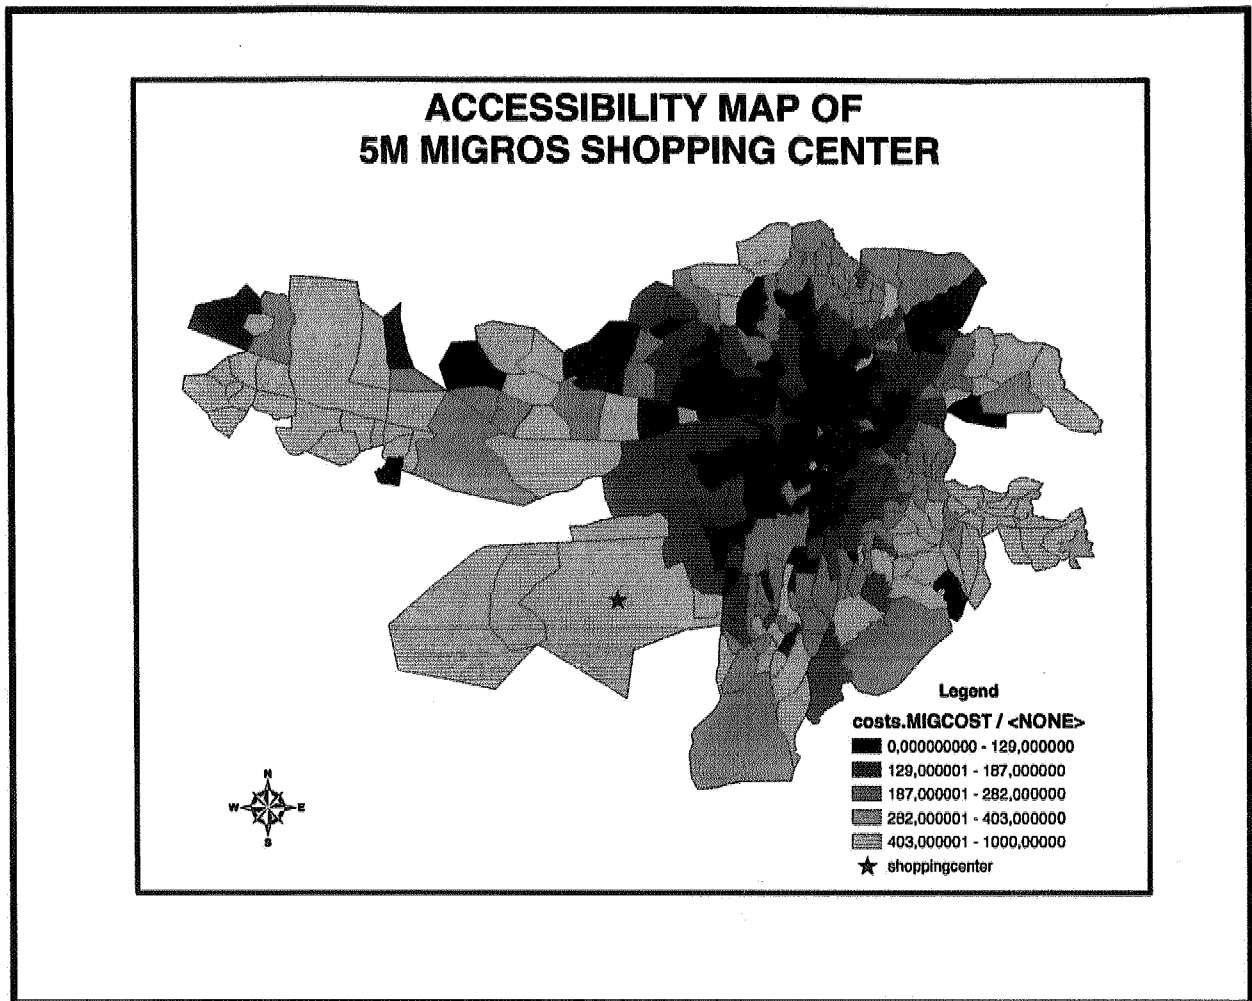 ACCESSIBILITY MAP OF
5M MIGROS SHOPPING CENTER
Legend
costs.MIGCOST / <NONE>
0,000000000 - 129,000000
129,000001 - 187,000000
187,000001 - 282,000000
282,000001 - 403,000000
403,000001 - 1000,00000
shoppingcenter
N
W E
S